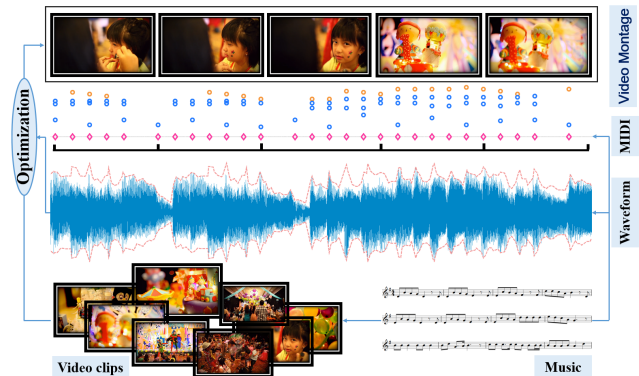 Video Montage
Optimization
MIDI
Waveform
Video clips
Music